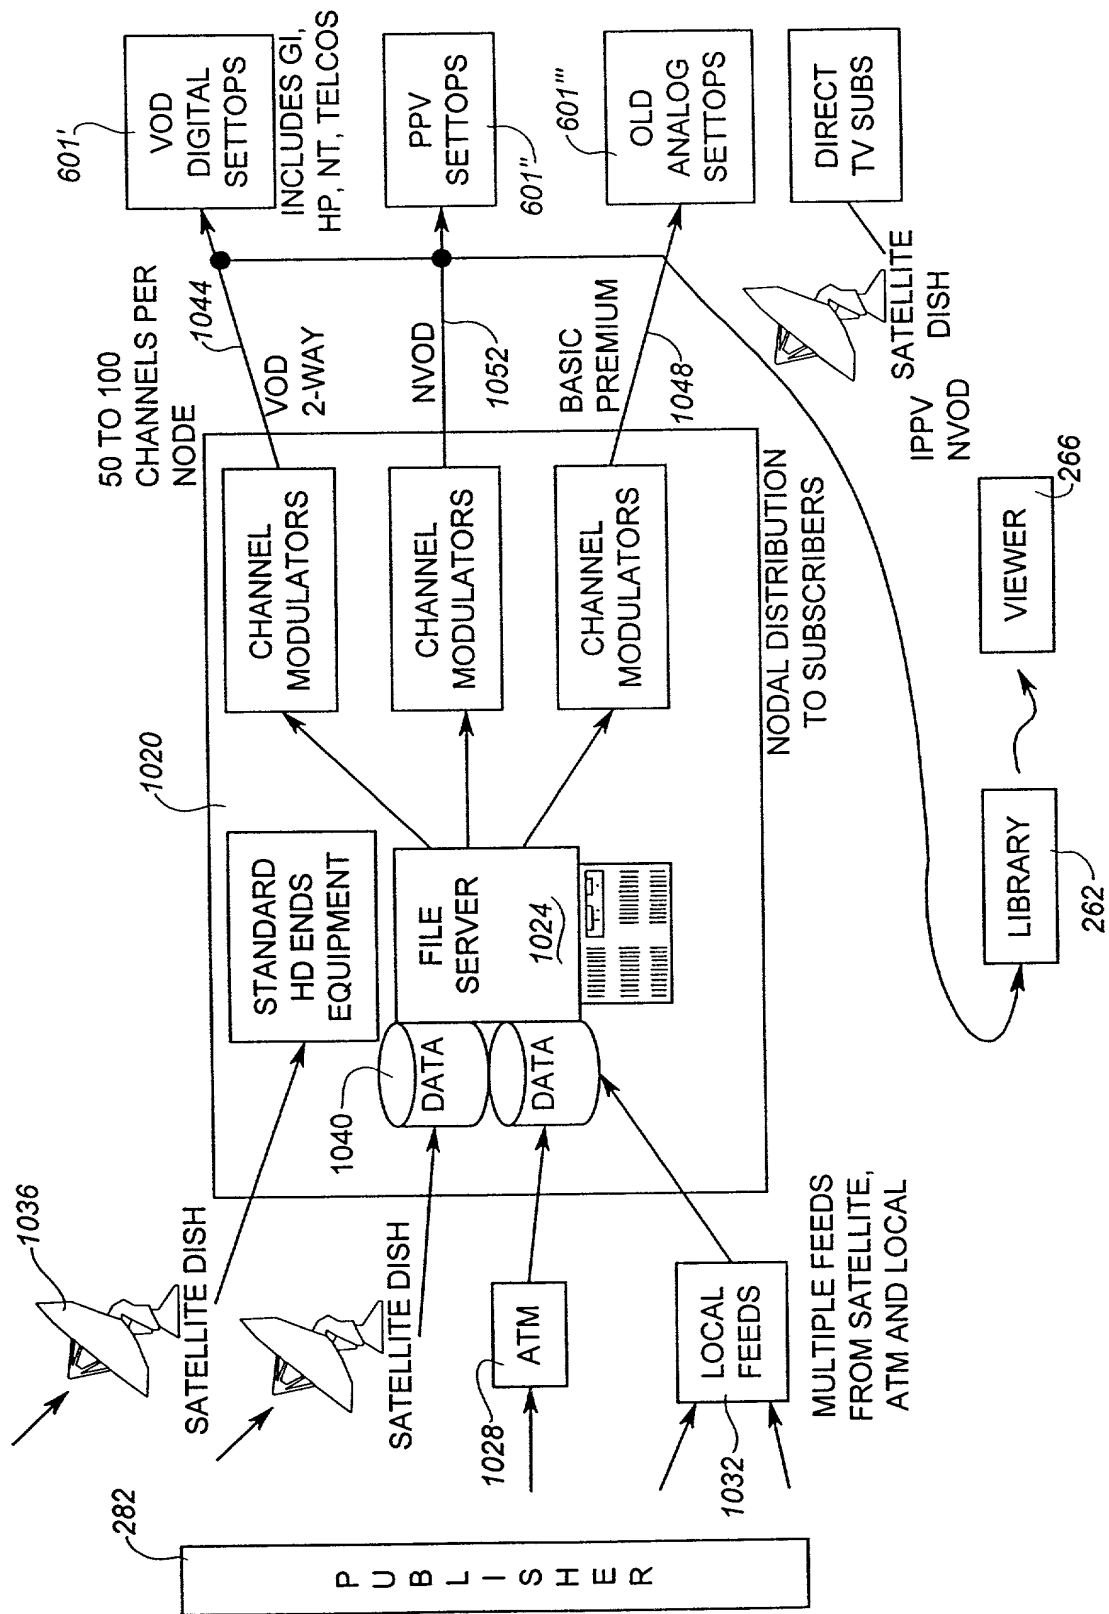 282
PUBLISHER
1036
SATELLITE DISH
SATELLITE DISH
1028
ATM
1032
LOCAL
FEEDS
MULTIPLE FEEDS
FROM SATELLITE,
ATM AND LOCAL
1020
STANDARD
HD ENDS
EQUIPMENT
1040
DATA
DATA
FILE
SERVER
1024
CHANNEL
MODULATORS
CHANNEL
MODULATORS
CHANNEL
MODULATORS
NODAL DISTRIBUTION
TO SUBSCRIBERS
50 TO 100
CHANNELS PER
NODE
1044
VOD
2-WAY
NVOD
1052
BASIC
PREMIUM
1048
601'
VOD
DIGITAL
SETTOPS
INCLUDES GI,
HP, NT, TELCOS
PPV
SETTOPS
601''
601'''
OLD
ANALOG
SETTOPS
DIRECT
TV SUBS
SATELLITE
DISH
IPPV
NVOD
LIBRARY
262
VIEWER
266